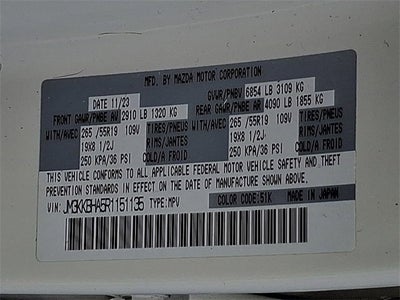 MFD. BY MAZDA MOTOR CORPORATION
DATE 11/23 GVWR/PNBV 6854 LB 3109 KG
FRONT GAWR/PNBE AV 2910 LB 1320 KG REAR GAWR/PNBE AR 4090 LB 1855 KG
WITH/AVEC 265 /55R19 109V TIRES/PNEUS WITH/AVEC 265 /55R19 109V TIRES/PNEUS
19X8 1/2J RIMS/JANTES 19X8 1/2J RIMS/JANTES
250 KPA/36 PSI COLD/A FROID 250 KPA/36 PSI COLD/A FROID
THIS VEHICLE CONFORMS TO ALL APPLICABLE FEDERAL MOTOR VEHICLE SAFETY AND THEFT
PREVENTION STANDARDS IN EFFECT ON THE DATE OF MANUFACTURE SHOWN ABOVE.
VIN: JM3KKBHA5R1151135 TYPE:MPV COLOR CODE:51K MADE IN JAPAN